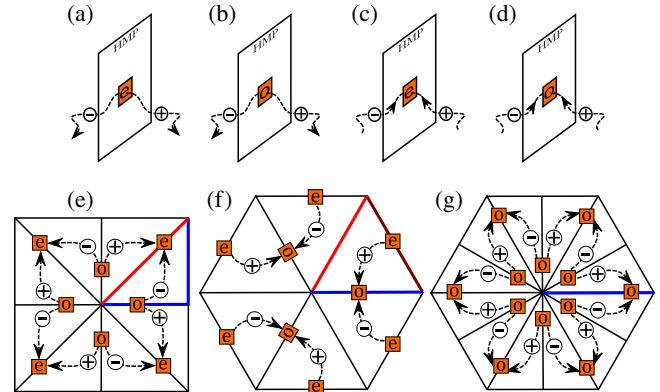 (a) (b) (c) (d)
HMP HMP HMP HMP
e o e o
− + − + − + − +
(e) (f) (g)
e − + e
o
+ −
o o
− +
o
e + − e
e
−
e + o e
+
o
−
e − o e
+
e
o o
− + − +
o
+ o o −
o o
− o o +
o
+ − + −
o o